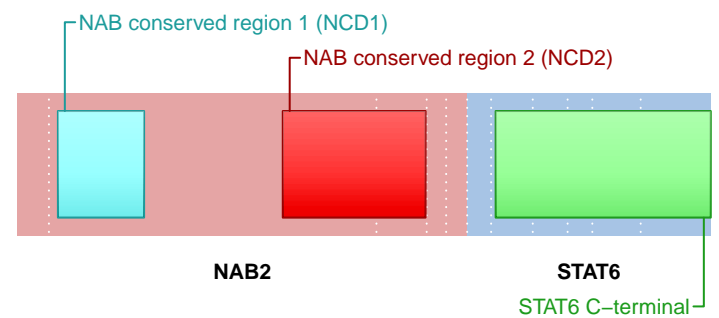 NAB conserved region 1 (NCD1)
NAB conserved region 2 (NCD2)
NAB2 STAT6
STAT6 C−terminal